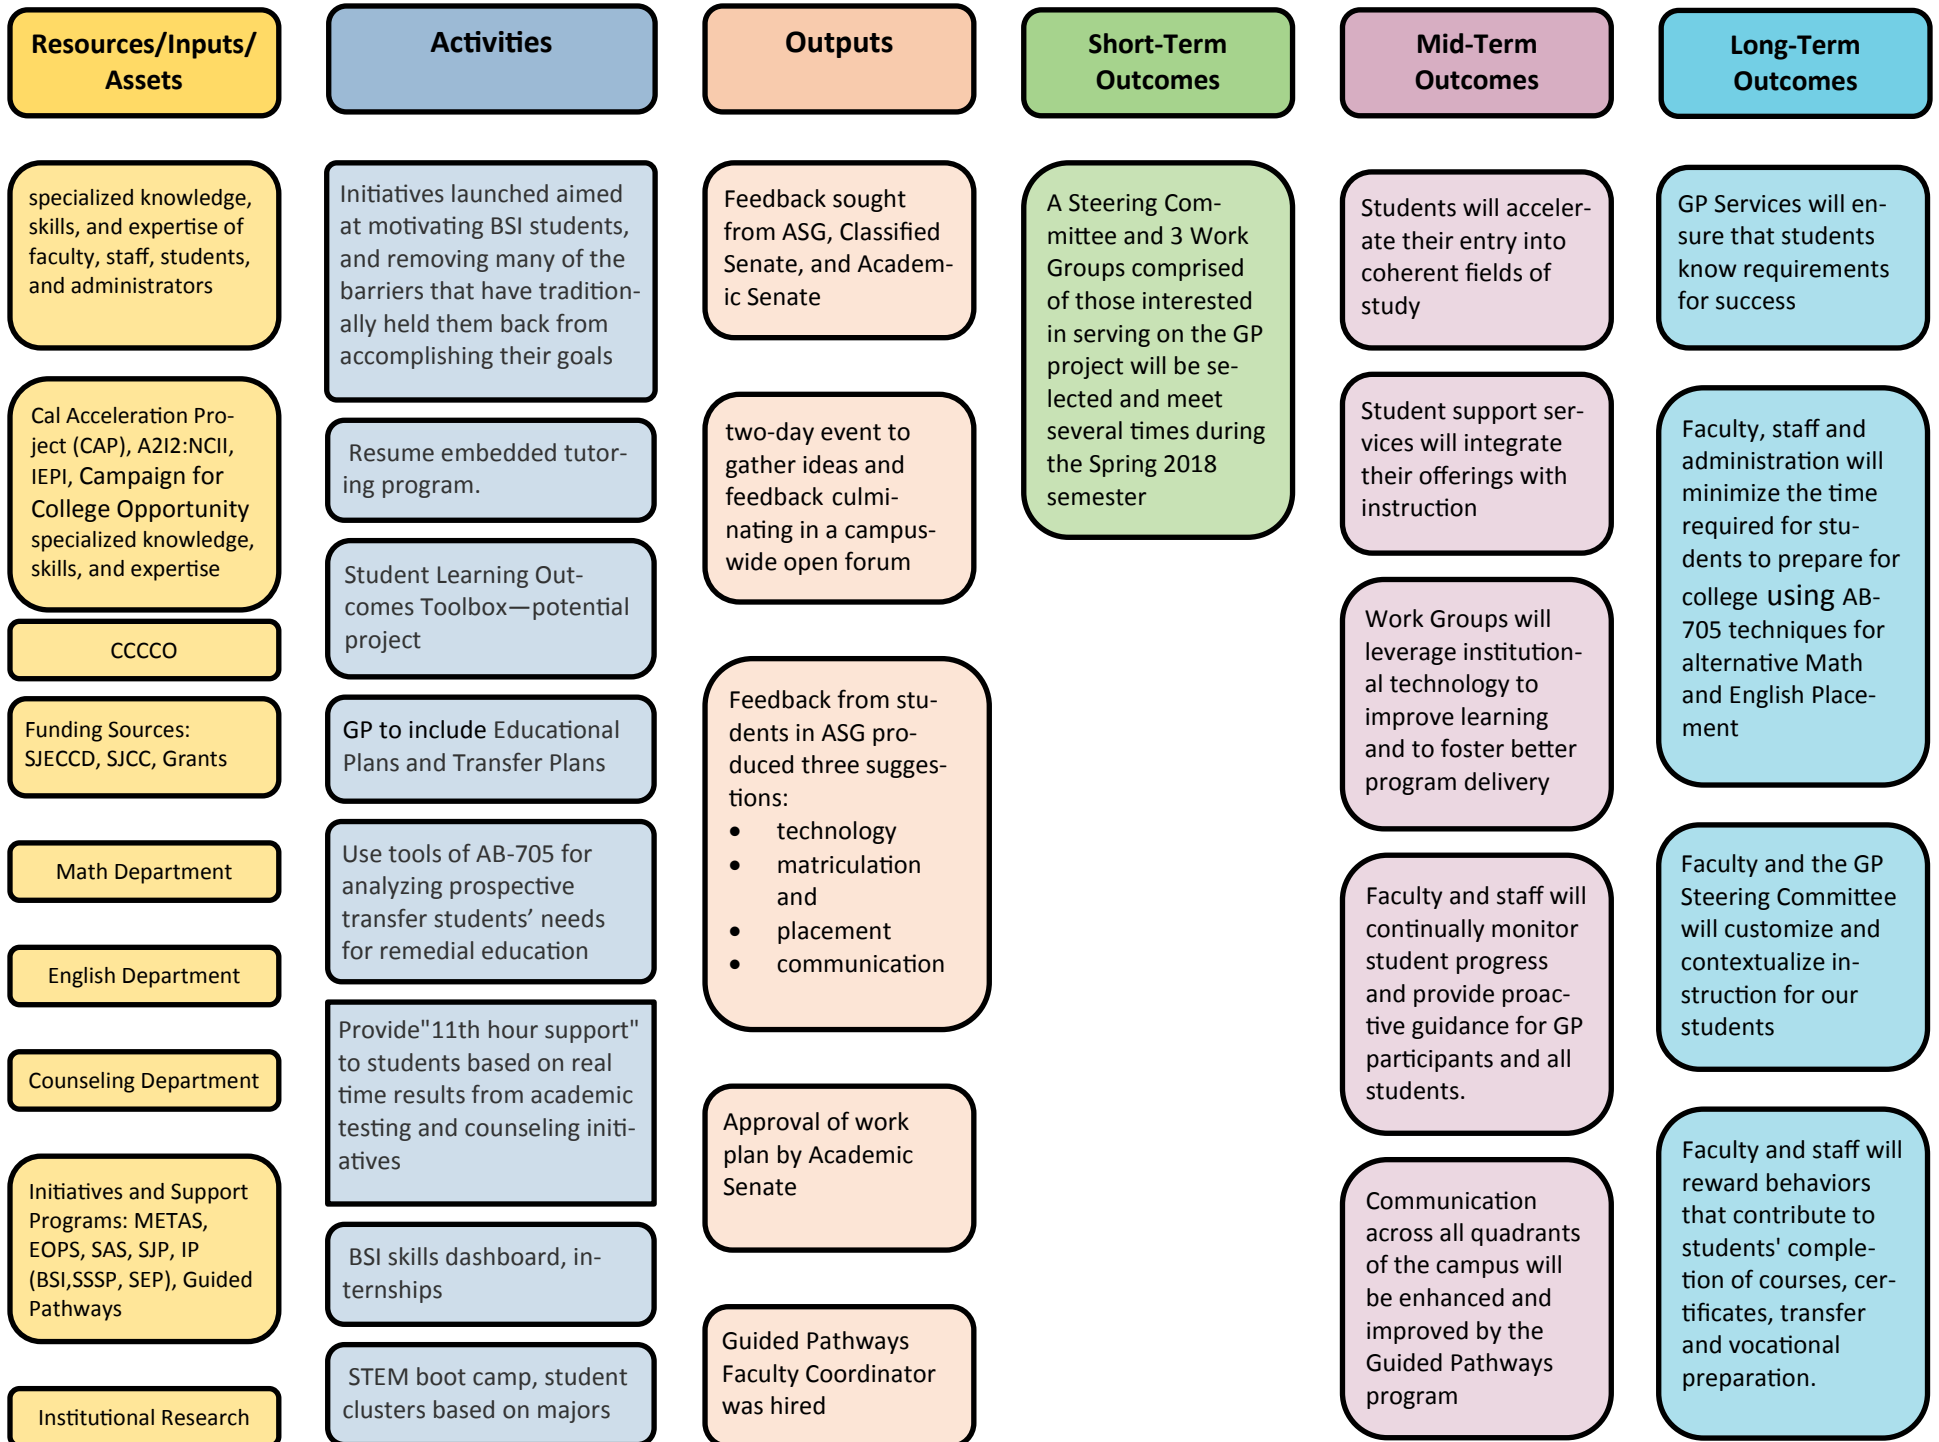 Resources/Inputs/
Assets
specialized knowledge,
skills, and expertise of
faculty, staff, students,
and administrators
Cal Acceleration Pro-
ject (CAP), A2I2:NCII,
IEPI, Campaign for
College Opportunity
specialized knowledge,
skills, and expertise
CCCCO
Funding Sources:
SJECCD, SJCC, Grants
Math Department
English Department
Counseling Department
Initiatives and Support
Programs: METAS,
EOPS, SAS, SJP, IP
(BSI,SSSP, SEP), Guided
Pathways
Institutional Research
Activities
Initiatives launched aimed
at motivating BSI students,
and removing many of the
barriers that have tradition-
ally held them back from
accomplishing their goals
Resume embedded tutor-
ing program.
Student Learning Out-
comes Toolbox—potential
project
GP to include Educational
Plans and Transfer Plans
Use tools of AB-705 for
analyzing prospective
transfer students’ needs
for remedial education
Provide"11th hour support"
to students based on real
time results from academic
testing and counseling initi-
atives
BSI skills dashboard, in-
ternships
STEM boot camp, student
clusters based on majors
Outputs
Feedback sought
from ASG, Classified
Senate, and Academ-
ic Senate
two-day event to
gather ideas and
feedback culmi-
nating in a campus-
wide open forum
Feedback from stu-
dents in ASG pro-
duced three sugges-
tions:
• technology
• matriculation
and
• placement
• communication
Approval of work
plan by Academic
Senate
Guided Pathways
Faculty Coordinator
was hired
Short-Term
Outcomes
A Steering Com-
mittee and 3 Work
Groups comprised
of those interested
in serving on the GP
project will be se-
lected and meet
several times during
the Spring 2018
semester
Mid-Term
Outcomes
Students will acceler-
ate their entry into
coherent fields of
study
Student support ser-
vices will integrate
their offerings with
instruction
Work Groups will
leverage institution-
al technology to
improve learning
and to foster better
program delivery
Faculty and staff will
continually monitor
student progress
and provide proac-
tive guidance for GP
participants and all
students.
Communication
across all quadrants
of the campus will
be enhanced and
improved by the
Guided Pathways
program
Long-Term
Outcomes
GP Services will en-
sure that students
know requirements
for success
Faculty, staff and
administration will
minimize the time
required for stu-
dents to prepare for
college using AB-
705 techniques for
alternative Math
and English Place-
ment
Faculty and the GP
Steering Committee
will customize and
contextualize in-
struction for our
students
Faculty and staff will
reward behaviors
that contribute to
students' comple-
tion of courses, cer-
tificates, transfer
and vocational
preparation.